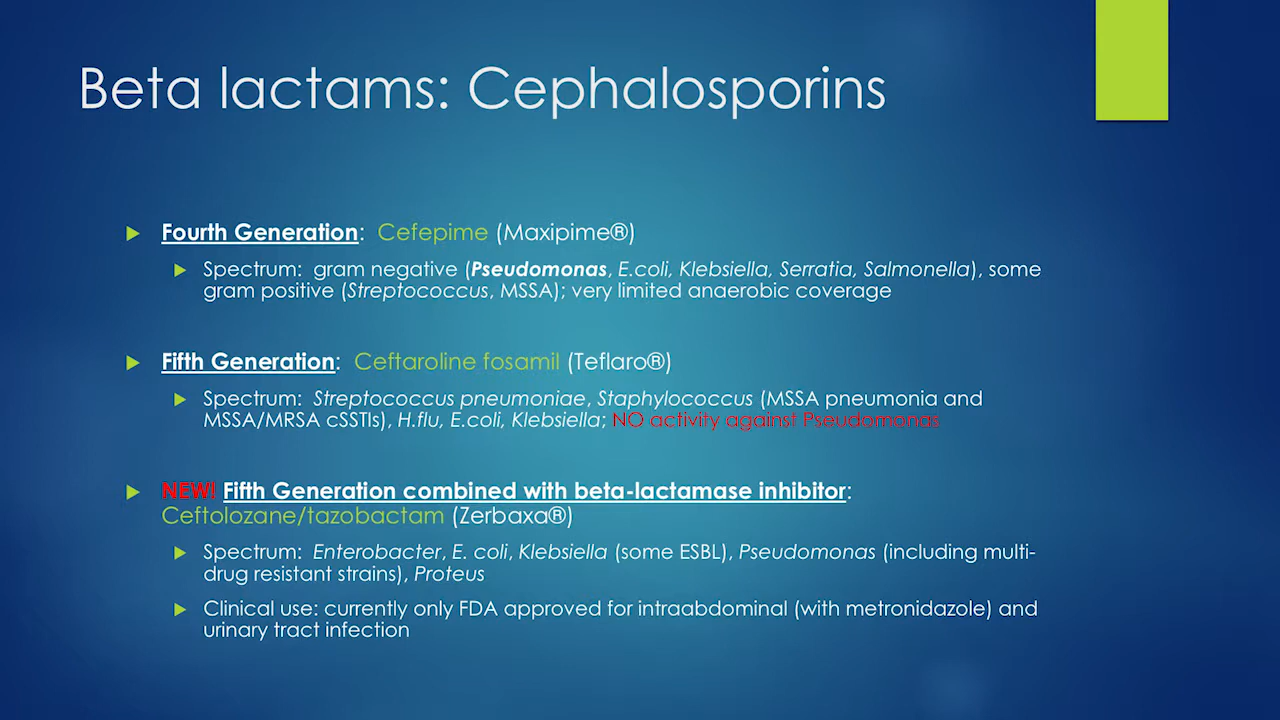 Beta lactams: Cephalosporins
Fourth Generation: Cefepime (Maxipime®)
Spectrum: gram negative (Pseudomonas, E.coli, Klebsiella, Serratia, Salmonella), some
gram positive (Streptococcus, MSSA); very limited anaerobic coverage
Fifth Generation: Ceftaroline fosamil (Teflaro®)
Spectrum: Streptococcus pneumoniae, Staphylococcus (MSSA pneumonia and
MSSA/MRSA cSSTIs), H.flu, E.coli, Klebsiella; NO activity against Pseudomonas
NEW! Fifth Generation combined with beta-lactamase inhibitor:
Ceftolozane/tazobactam (Zerbaxa®)
Spectrum: Enterobacter, E. coli, Klebsiella (some ESBL), Pseudomonas (including multi-
drug resistant strains), Proteus
Clinical use: currently only FDA approved for intraabdominal (with metronidazole) and
urinary tract infection